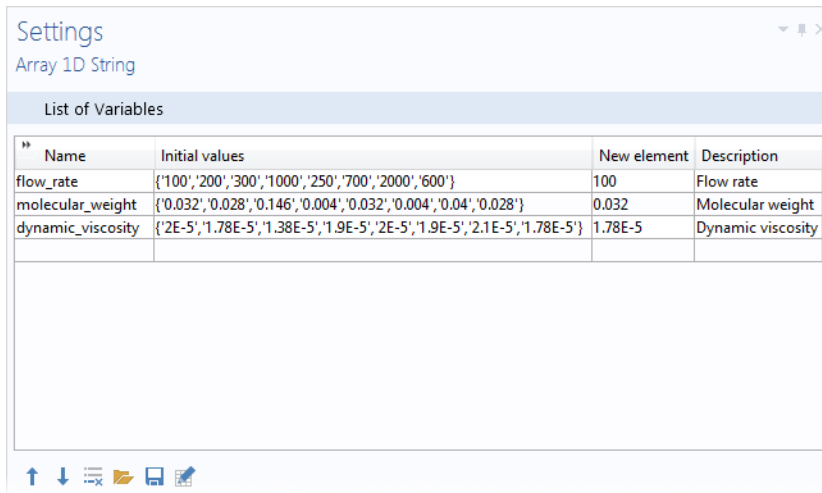 Settings
Array 1D String
List of Variables
Name Initial values New element Description
flow_rate {'100','200','300','1000','250','700','2000','600'} 100 Flow rate
molecular_weight {'0.032','0.028','0.146','0.004','0.032','0.004','0.04','0.028'} 0.032 Molecular weight
dynamic_viscosity {'2E-5','1.78E-5','1.38E-5','1.9E-5','2E-5','1.9E-5','2.1E-5','1.78E-5'} 1.78E-5 Dynamic viscosity